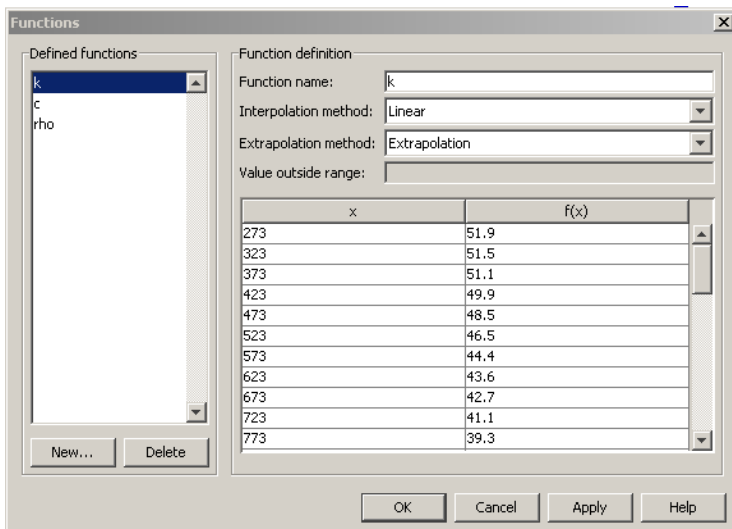 Functions
Defined functions
k
c
rho
New...
Delete
Function definition
Function name: k
Interpolation method: Linear
Extrapolation method: Extrapolation
Value outside range:
x f(x)
273 51.9
323 51.5
373 51.1
423 49.9
473 48.5
523 46.5
573 44.4
623 43.6
673 42.7
723 41.1
773 39.3
OK Cancel Apply Help